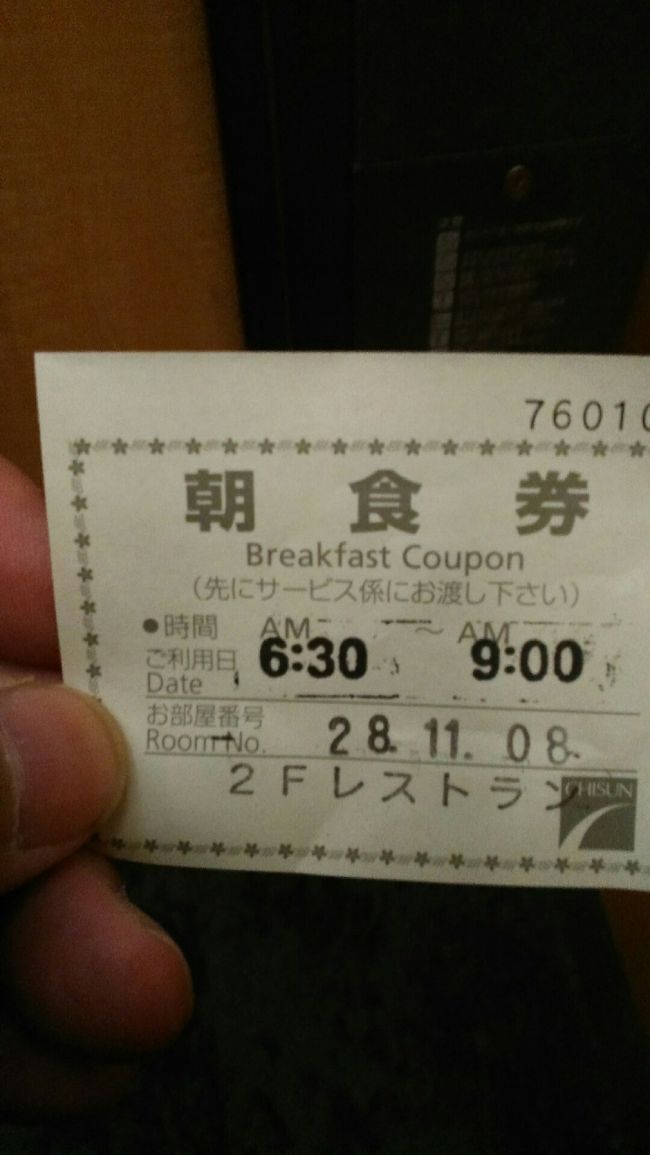 76010
朝食券
Breakfast Coupon
(先にサービス係にお渡し下さい)
●時間 AM ～ AM
ご利用日 6:30 9:00
Date
お部屋番号
Room No. 28.11.08.
2Fレストラン
CHISUN